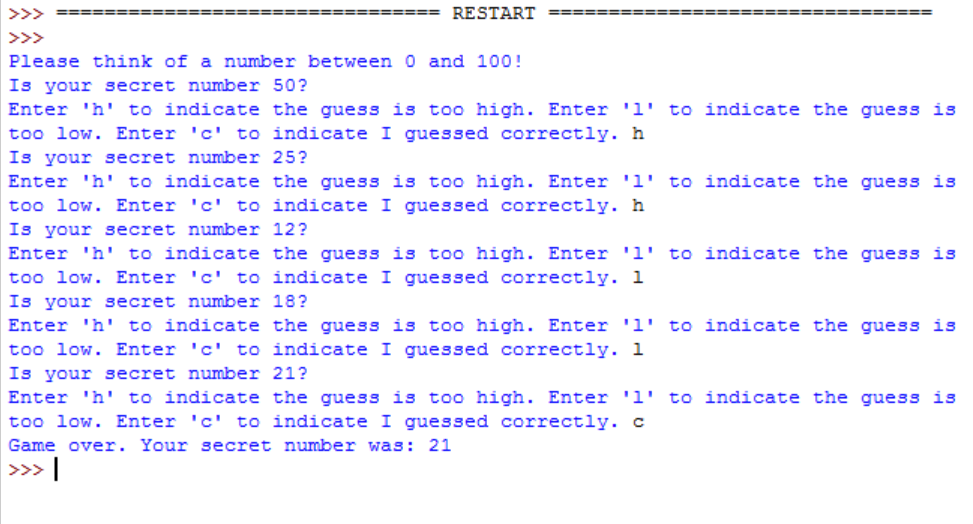 >>> ================================ RESTART ================================
>>>
Please think of a number between 0 and 100!
Is your secret number 50?
Enter 'h' to indicate the guess is too high. Enter 'l' to indicate the guess is
too low. Enter 'c' to indicate I guessed correctly. h
Is your secret number 25?
Enter 'h' to indicate the guess is too high. Enter 'l' to indicate the guess is
too low. Enter 'c' to indicate I guessed correctly. h
Is your secret number 12?
Enter 'h' to indicate the guess is too high. Enter 'l' to indicate the guess is
too low. Enter 'c' to indicate I guessed correctly. l
Is your secret number 18?
Enter 'h' to indicate the guess is too high. Enter 'l' to indicate the guess is
too low. Enter 'c' to indicate I guessed correctly. l
Is your secret number 21?
Enter 'h' to indicate the guess is too high. Enter 'l' to indicate the guess is
too low. Enter 'c' to indicate I guessed correctly. c
Game over. Your secret number was: 21
>>>